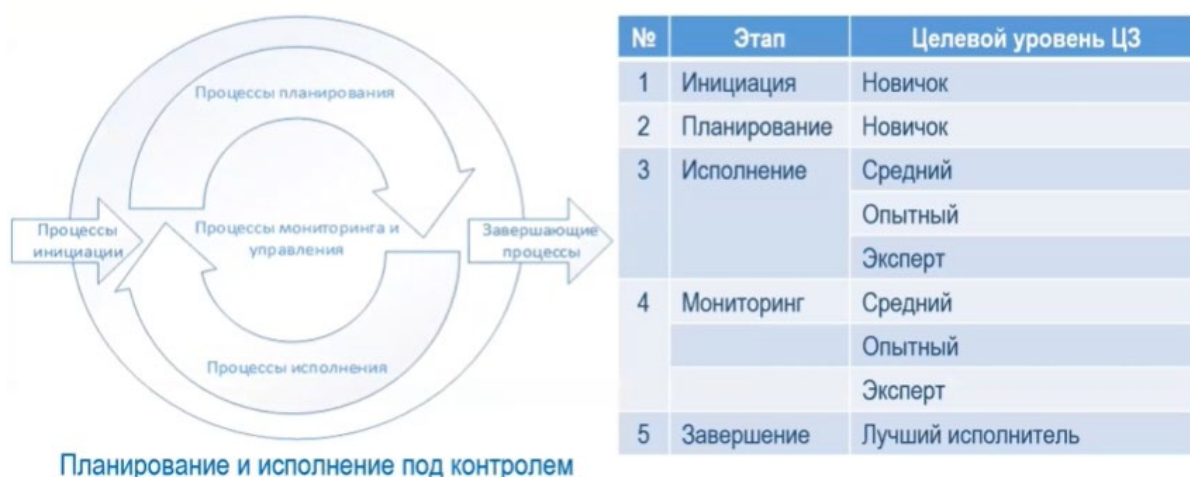 Процессы планирования
Процессы
инициации
Процессы мониторинга и
управления
Завершающие
процессы
Процессы исполнения
Планирование и исполнение под контролем
№ Этап Целевой уровень ЦЗ
1 Инициация Новичок
2 Планирование Новичок
3 Исполнение Средний
Опытный
Эксперт
4 Мониторинг Средний
Опытный
Эксперт
5 Завершение Лучший исполнитель